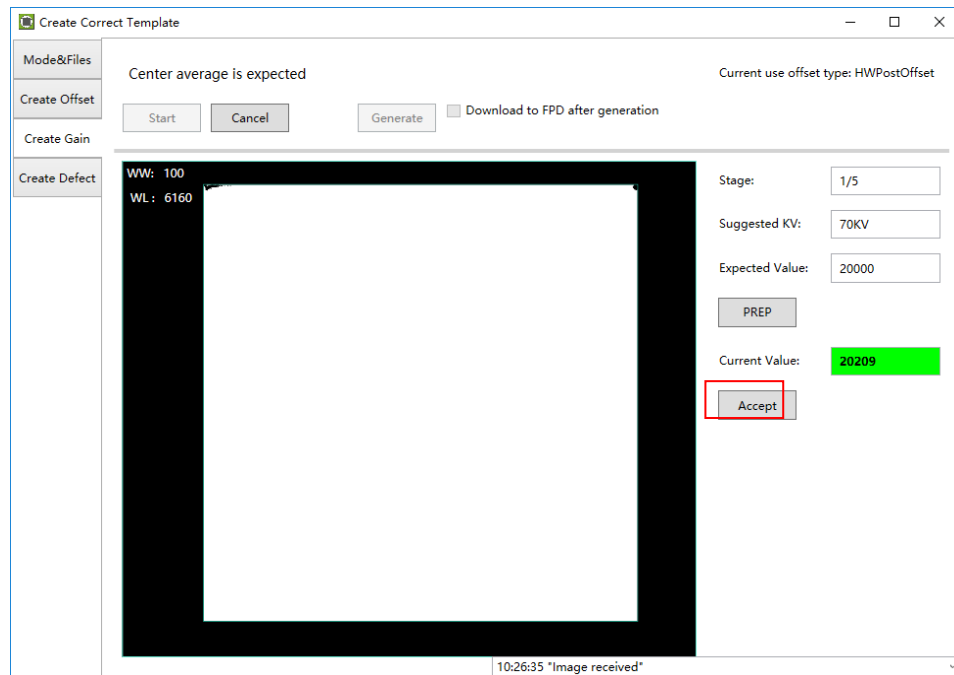 Create Correct Template
Mode&Files
Create Offset
Create Gain
Create Defect
Center average is expected
Current use offset type: HWPostOffset
Start
Cancel
Generate
Download to FPD after generation
WW: 100
WL: 6160
Stage:
1/5
Suggested KV:
70KV
Expected Value:
20000
PREP
Current Value:
20209
Accept
10:26:35 "Image received"